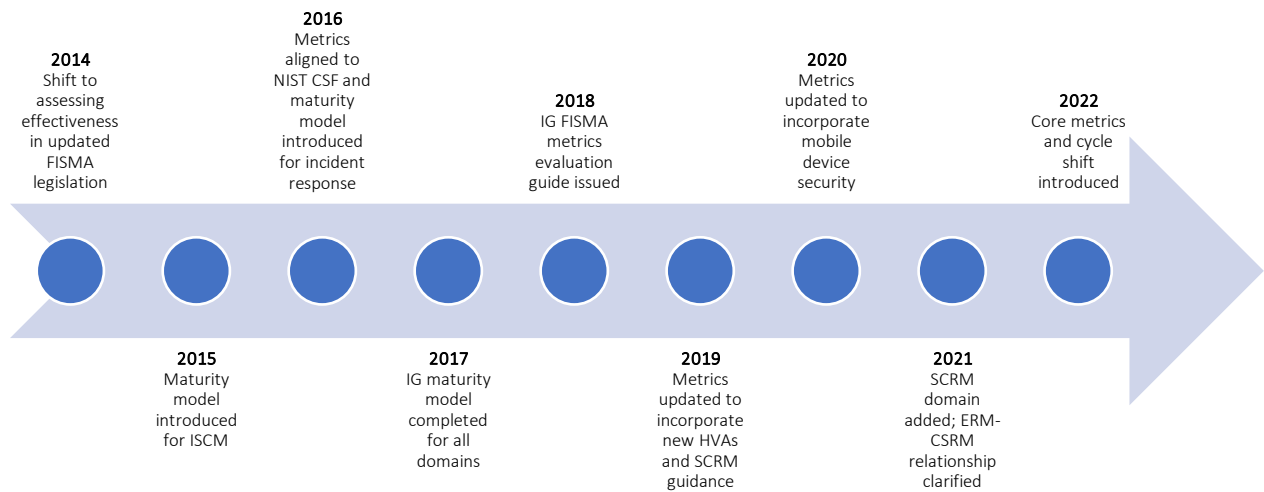 2014
Shift to
assessing
effectiveness
in updated
FISMA
legislation
2015
Maturity
model
introduced
for ISCM
2016
Metrics
aligned to
NIST CSF and
maturity
model
introduced
for incident
response
2017
IG maturity
model
completed
for all
domains
2018
IG FISMA
metrics
evaluation
guide issued
2019
Metrics
updated to
incorporate
new HVAs
and SCRM
guidance
2020
Metrics
updated to
incorporate
mobile
device
security
2021
SCRM
domain
added; ERM-
CSRM
relationship
clarified
2022
Core metrics
and cycle
shift
introduced